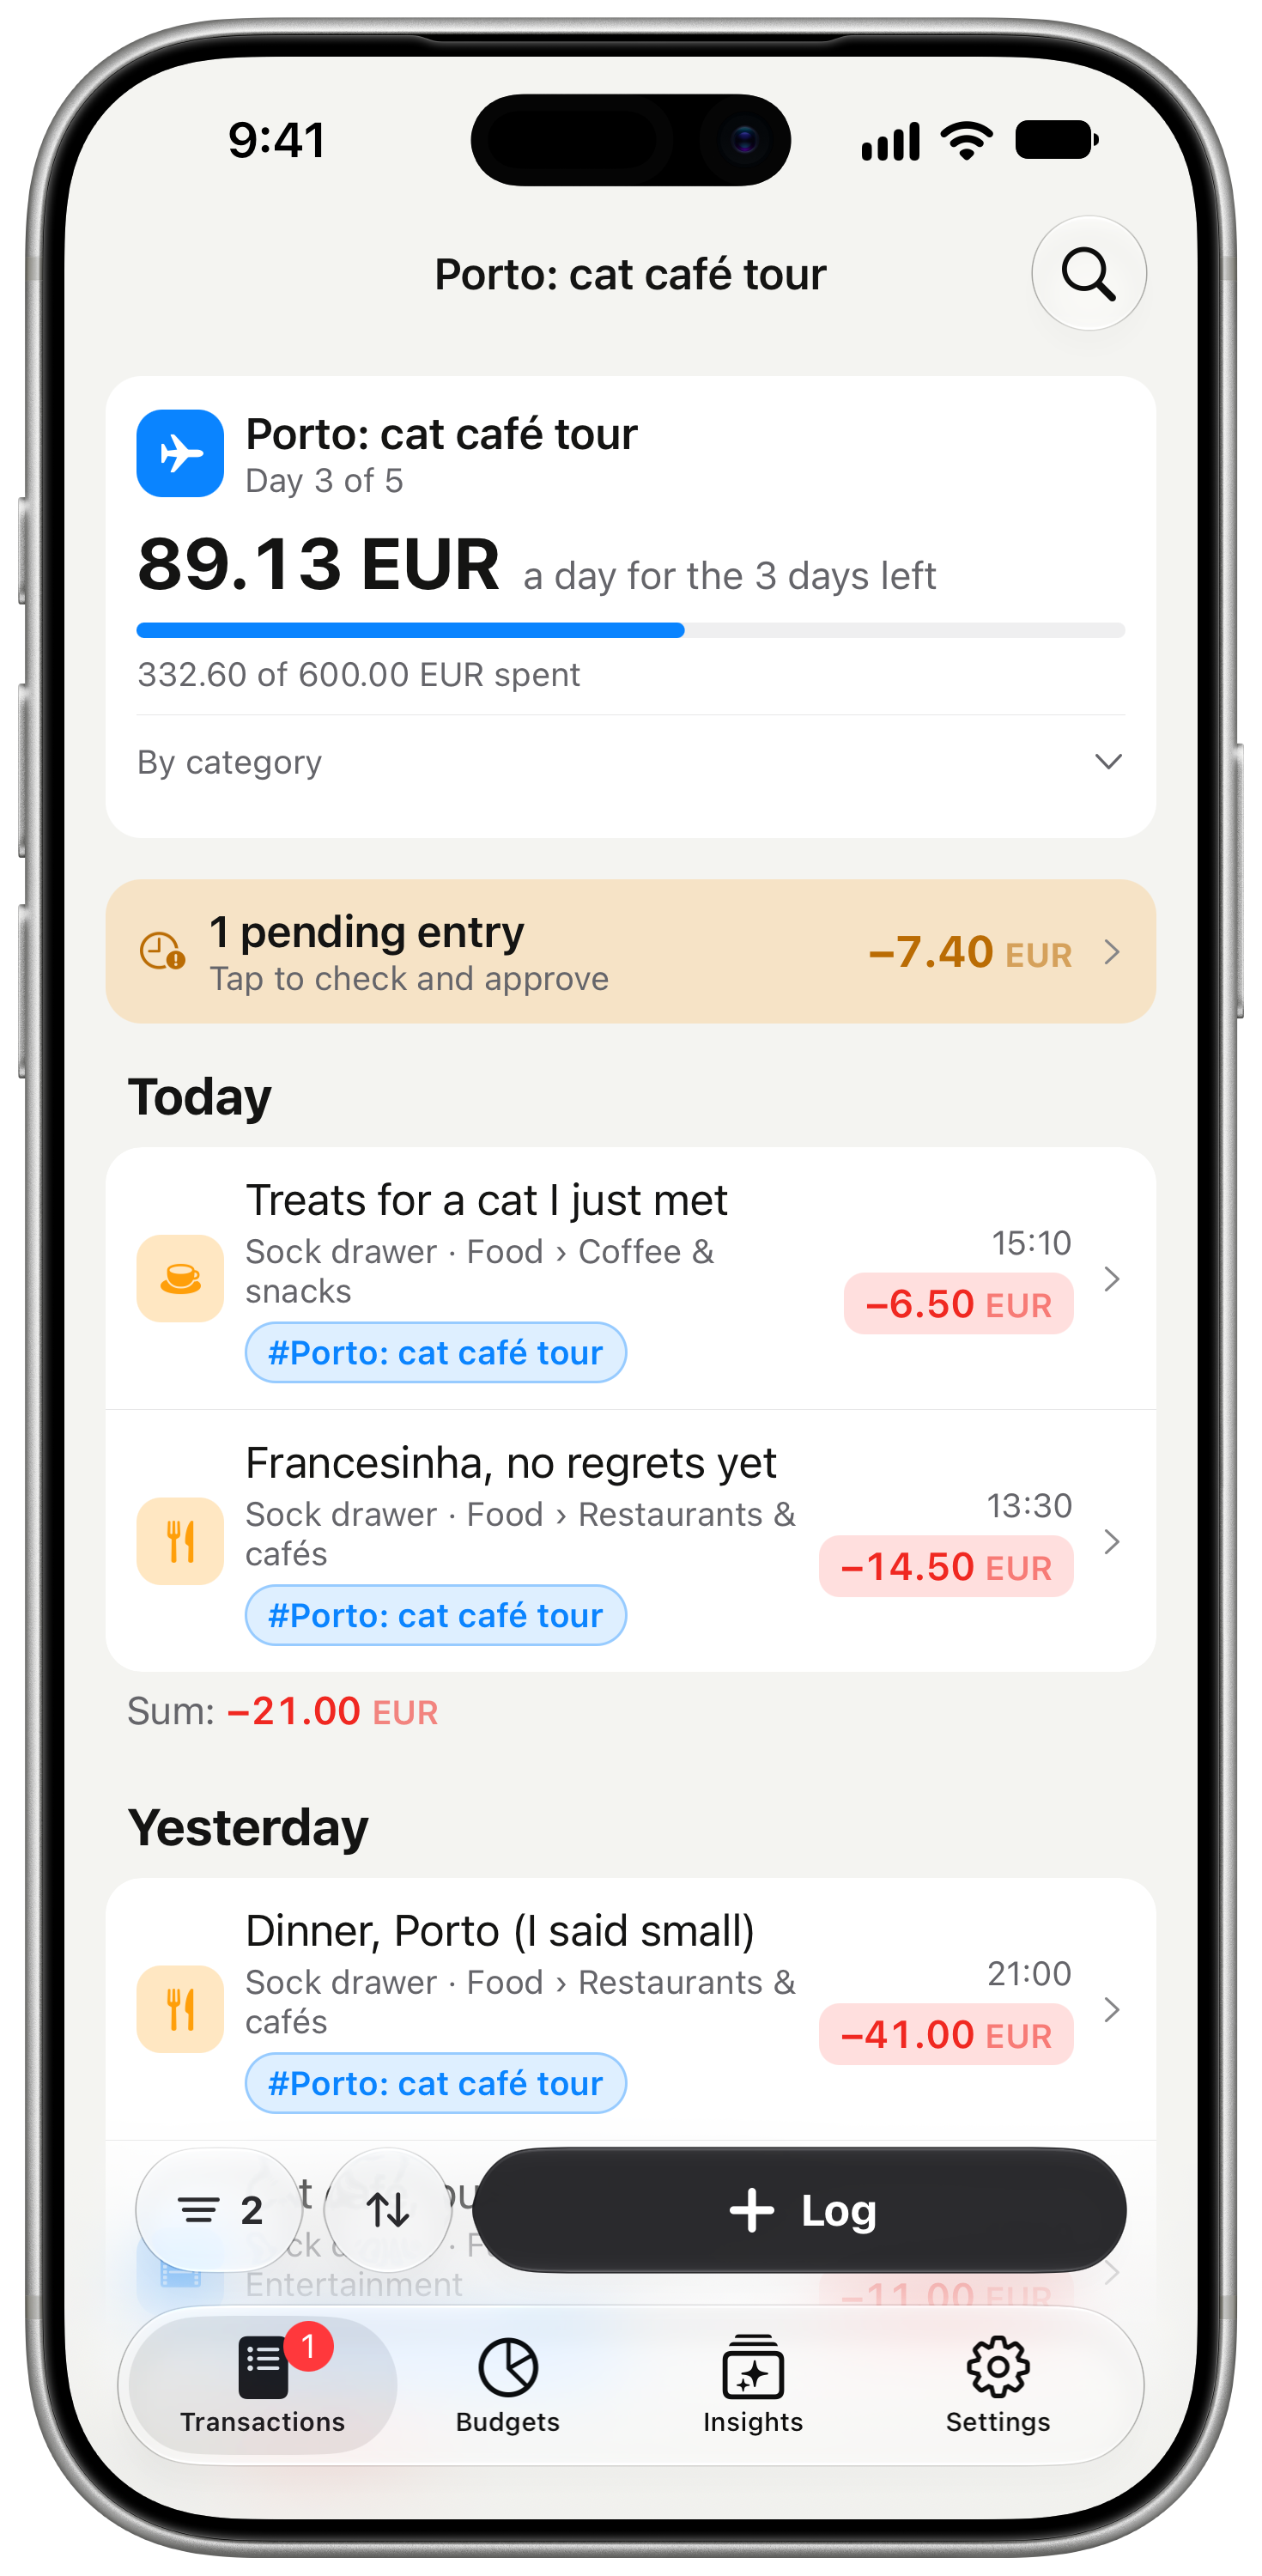 9:41
Porto: cat café tour
Porto: cat café tour
Day 3 of 5
89.13 EUR a day for the 3 days left
332.60 of 600.00 EUR spent
By category
1 pending entry
Tap to check and approve
−7.40 EUR
Today
Treats for a cat I just met
Sock drawer · Food › Coffee &
snacks
#Porto: cat café tour
15:10
−6.50 EUR
Francesinha, no regrets yet
Sock drawer · Food › Restaurants &
cafés
#Porto: cat café tour
13:30
−14.50 EUR
Sum: −21.00 EUR
Yesterday
Dinner, Porto (I said small)
Sock drawer · Food › Restaurants &
cafés
#Porto: cat café tour
21:00
−41.00 EUR
2
Log
Entertainment
−11.00 EUR
1
Transactions
Budgets
Insights
Settings